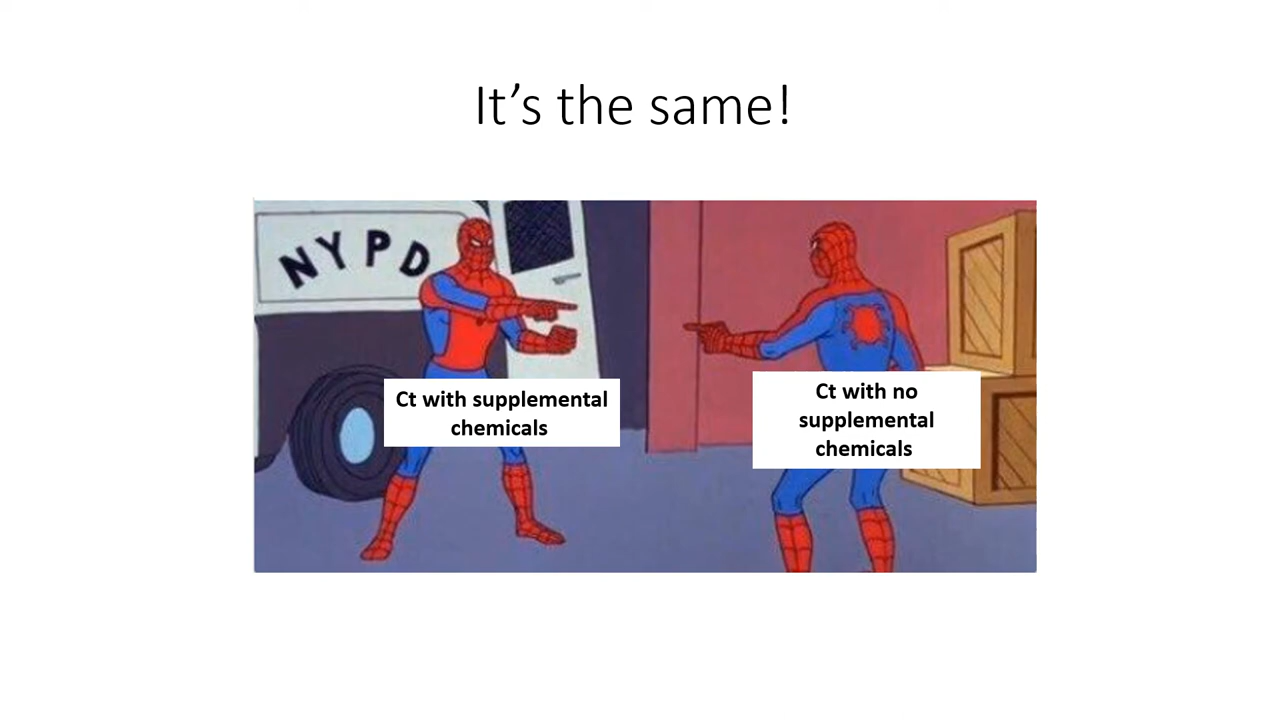 It’s the same!
NYPD
Ct with supplemental
chemicals
Ct with no
supplemental
chemicals